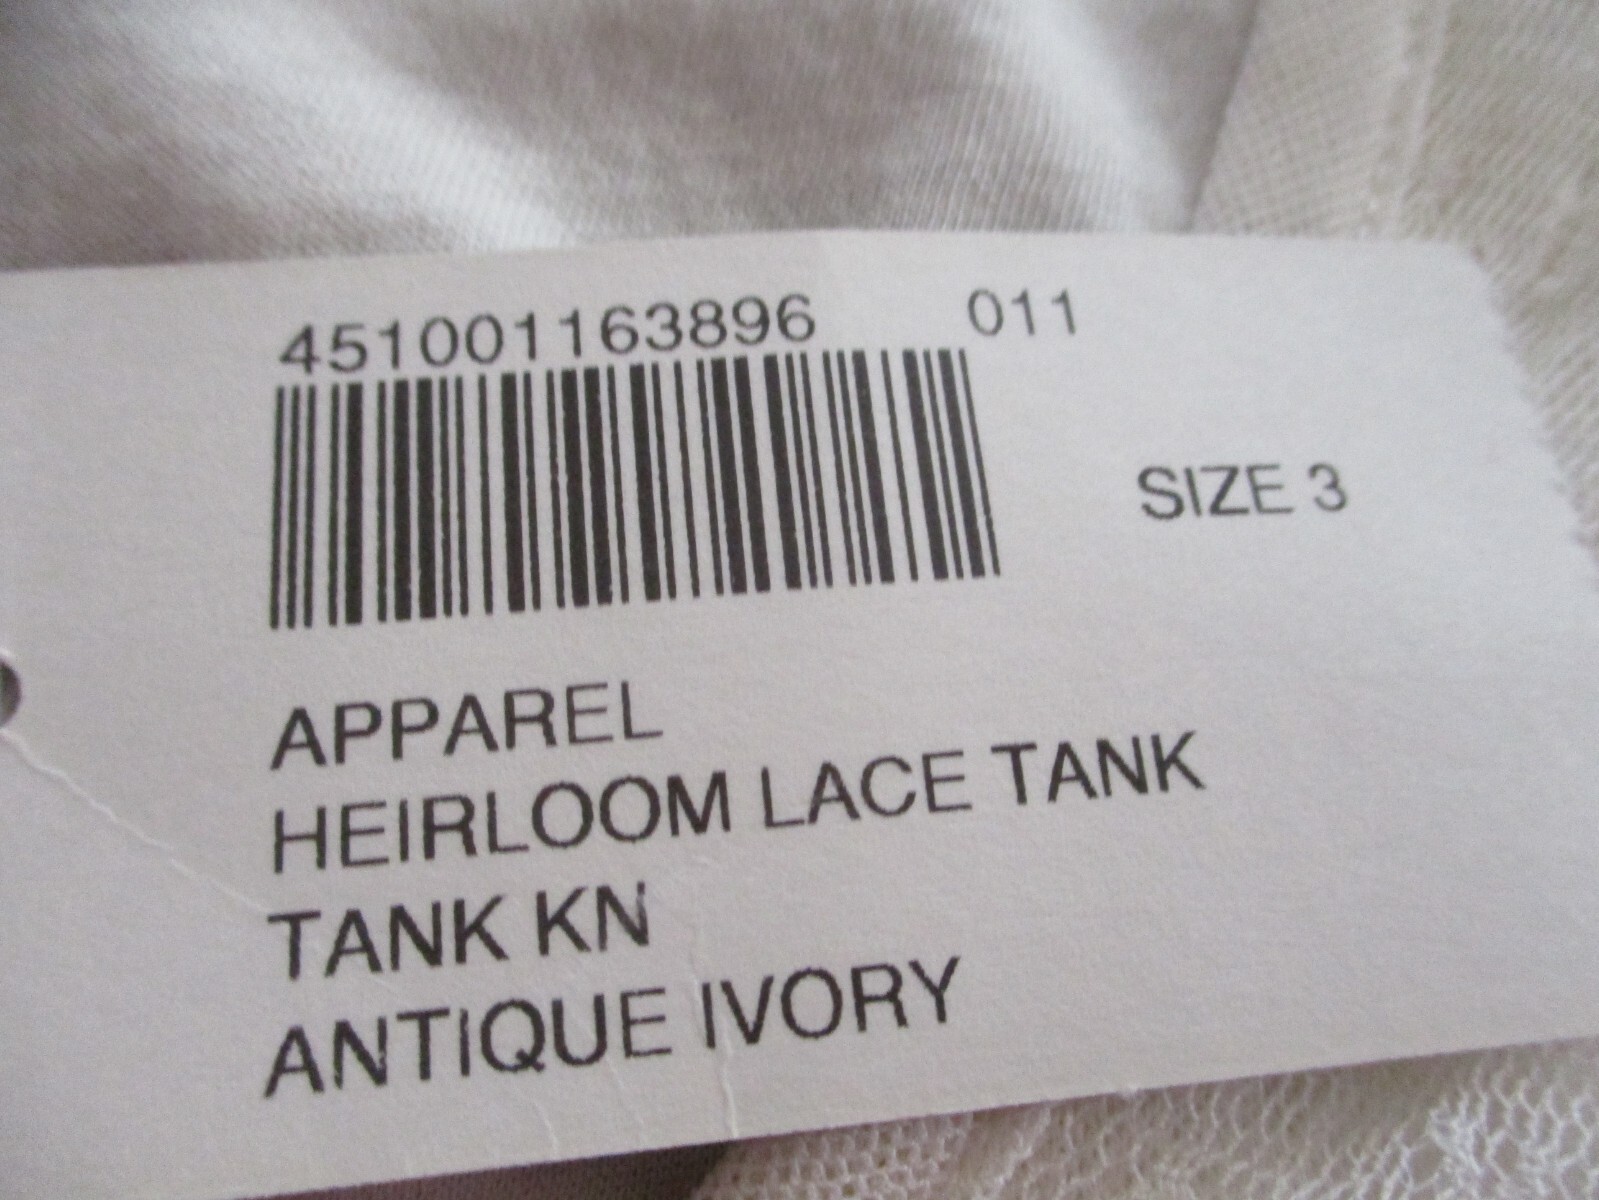 451001163896 011
SIZE 3
APPAREL
HEIRLOOM LACE TANK
TANK KN
ANTIQUE IVORY